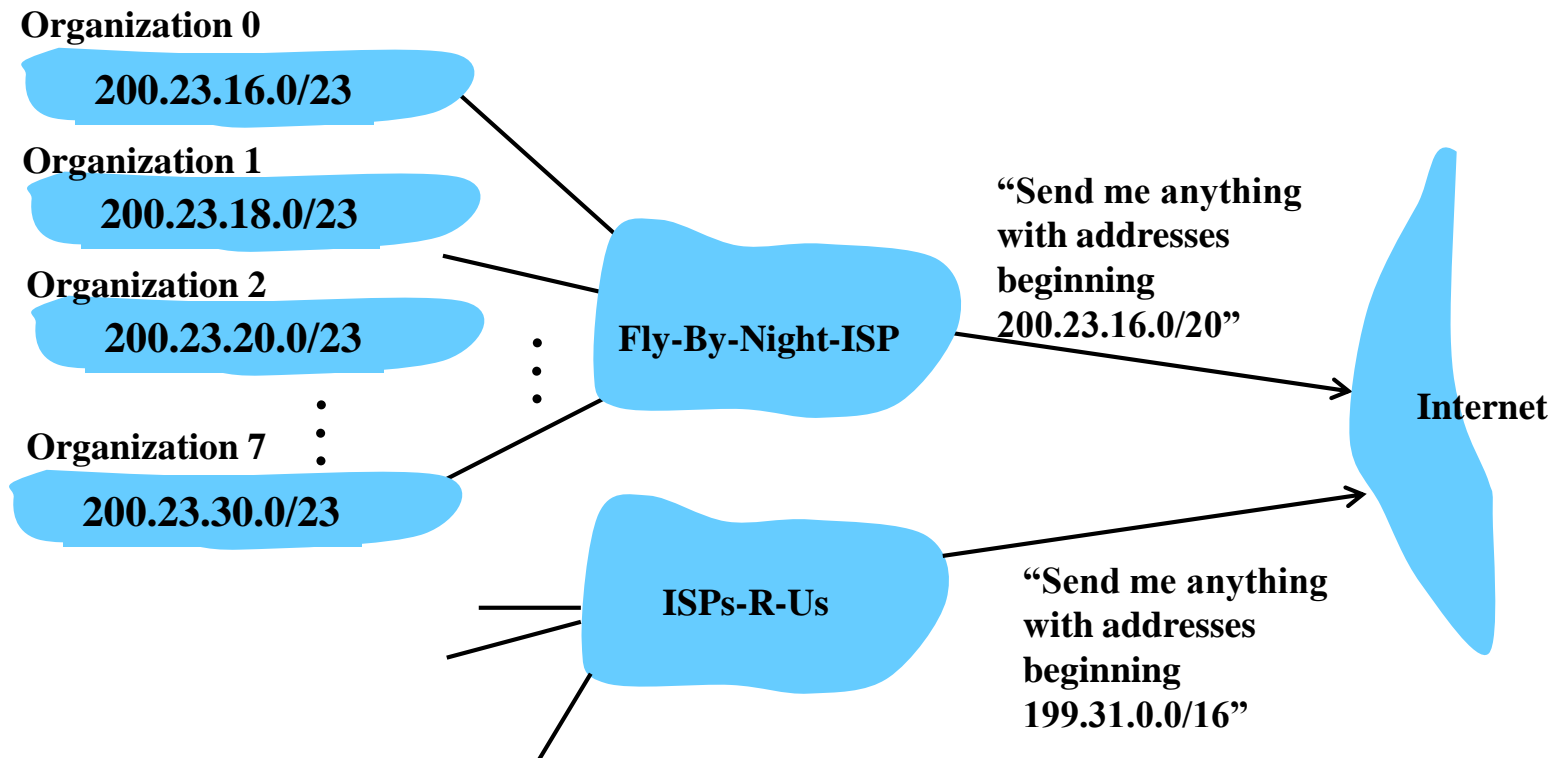 Organization 0
200.23.16.0/23
Organization 1
200.23.18.0/23
Organization 2
200.23.20.0/23
Organization 7
200.23.30.0/23
Fly-By-Night-ISP
“Send me anything
with addresses
beginning
200.23.16.0/20”
Internet
ISPs-R-Us
“Send me anything
with addresses
beginning
199.31.0.0/16”